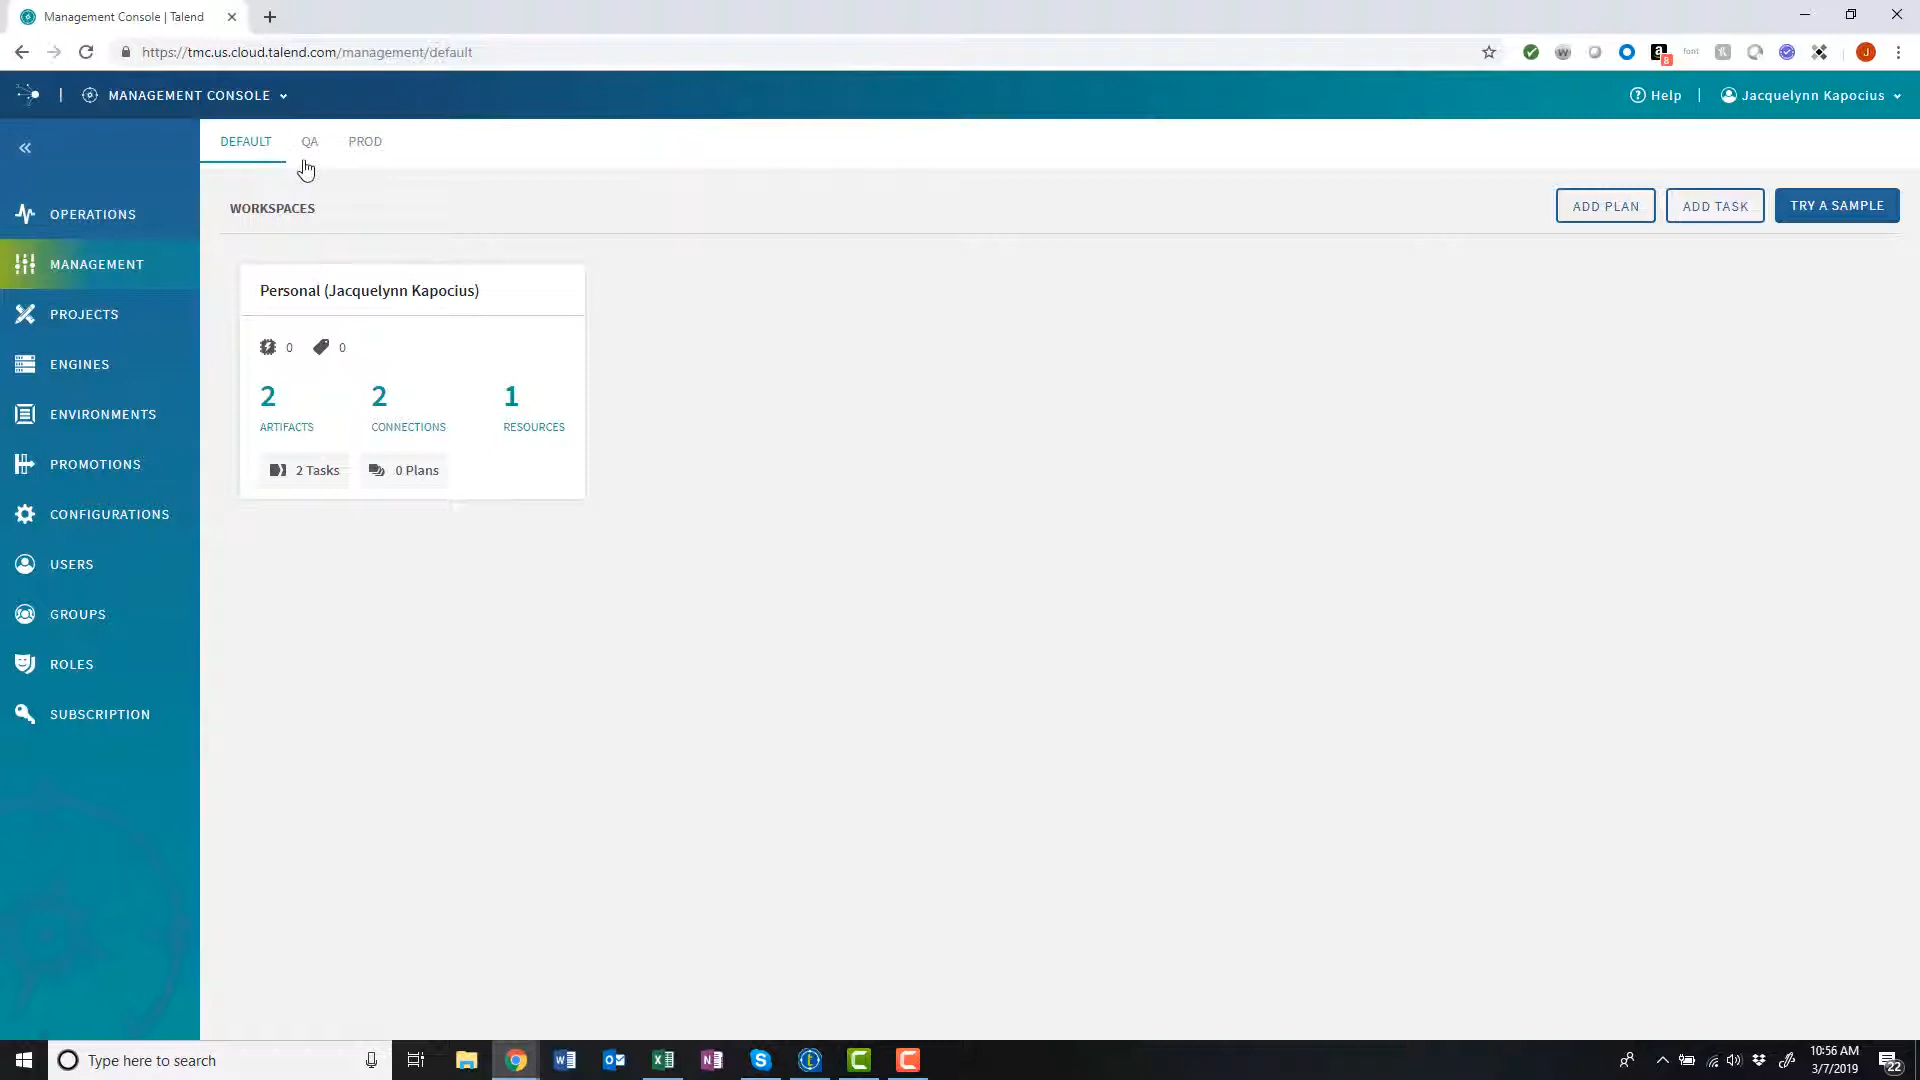 Management Console | Talend
https://tmc.us.cloud.talend.com/management/default
8
font
J
MANAGEMENT CONSOLE
Help
Jacquelynn Kapocius
DEFAULT QA PROD
WORKSPACES
ADD PLAN
ADD TASK
TRY A SAMPLE
OPERATIONS
MANAGEMENT
PROJECTS
ENGINES
ENVIRONMENTS
PROMOTIONS
CONFIGURATIONS
USERS
GROUPS
ROLES
SUBSCRIPTION
Personal (Jacquelynn Kapocius)
0 0
2 2 1
ARTIFACTS CONNECTIONS RESOURCES
2 Tasks 0 Plans
Type here to search
10:56 AM
3/7/2019
22